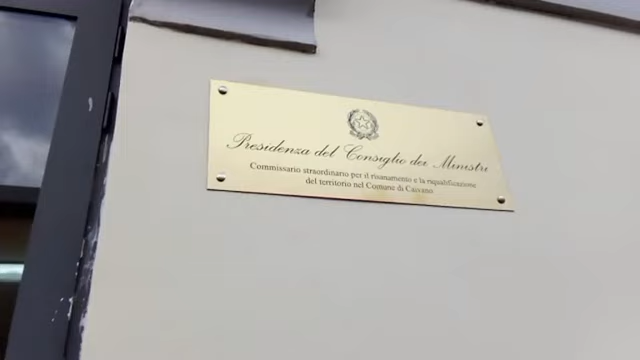 Presidenza del Consiglio dei Ministri
Commissario straordinario per il risanamento e la riqualificazione
del territorio nel Comune di Caivano